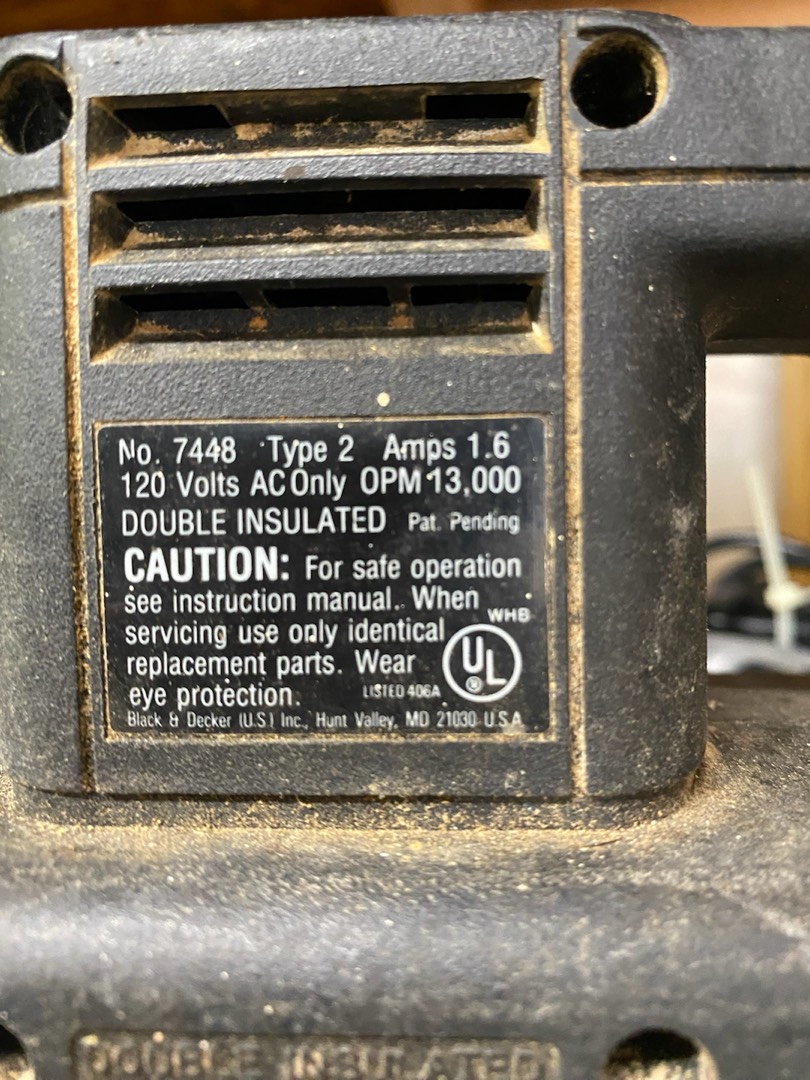 No. 7448 Type 2 Amps 1.6
120 Volts AC Only OPM 13,000
DOUBLE INSULATED Pat. Pending
CAUTION: For safe operation
see instruction manual. When
WHB
servicing use only identical
replacement parts. Wear
eye protection. LISTED 406A
UL
®
Black & Decker (U.S.) Inc., Hunt Valley, MD 21030 U.S.A.
DOUBLE INSULATED